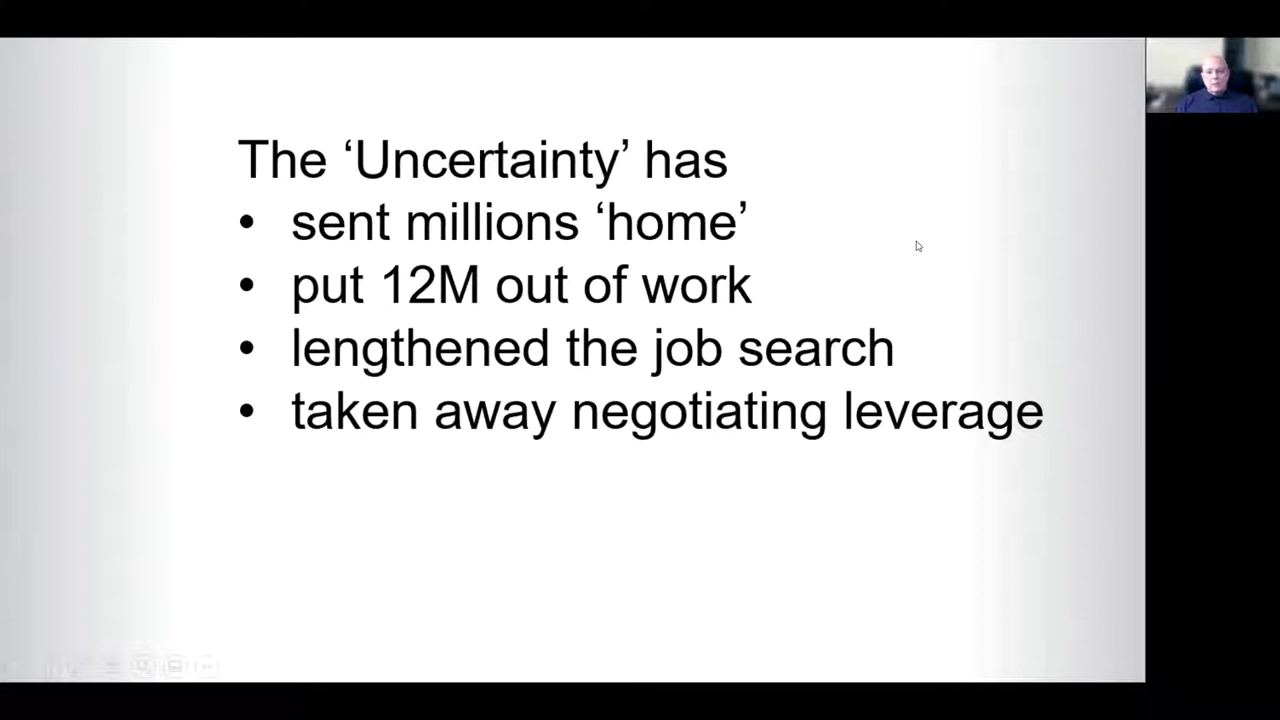 The ‘Uncertainty’ has
• sent millions ‘home’
• put 12M out of work
• lengthened the job search
• taken away negotiating leverage